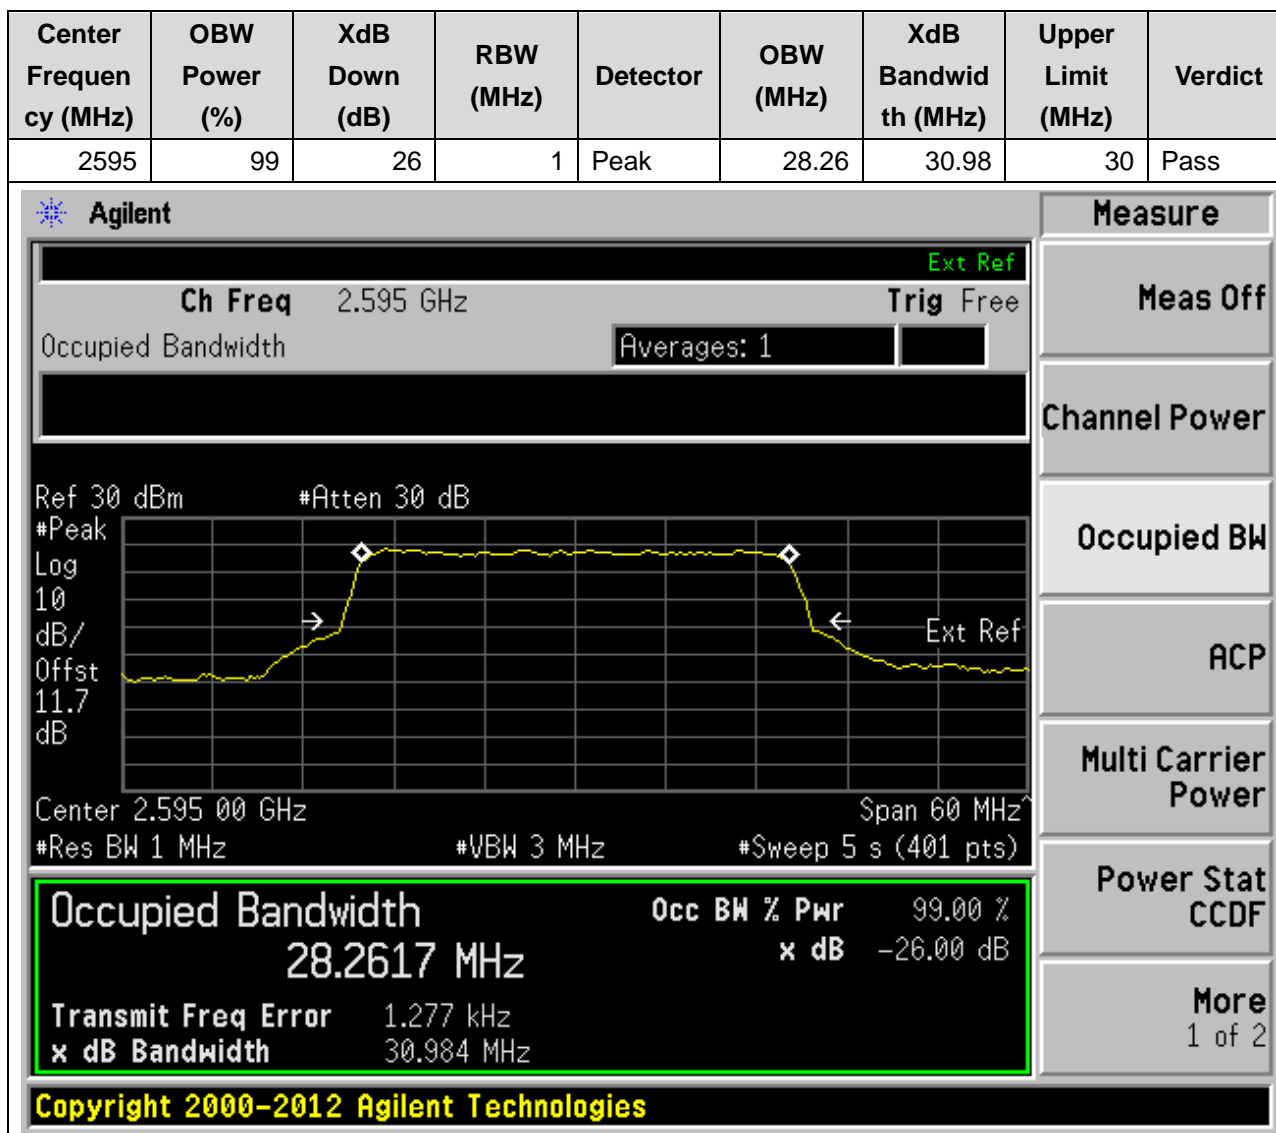 Center Frequen cy (MHz) OBW Power (%) XdB Down (dB) RBW (MHz) Detector OBW (MHz) XdB Bandwid th (MHz) Upper Limit (MHz) Verdict
2595 99 26 1 Peak 28.26 30.98 30 Pass
Agilent
Measure
Ext Ref
Ch Freq 2.595 GHz Trig Free
Meas Off
Occupied Bandwidth Averages: 1
Channel Power
Ref 30 dBm #Atten 30 dB
#Peak
Log
10
dB/
Offst
11.7
dB
Ext Ref
Occupied BW
ACP
Multi Carrier
Power
Center 2.595 00 GHz Span 60 MHz^
#Res BW 1 MHz #VBW 3 MHz #Sweep 5 s (401 pts)
Power Stat
CCDF
Occupied Bandwidth Occ BW % Pwr 99.00 %
28.2617 MHz x dB -26.00 dB
Transmit Freq Error 1.277 kHz
x dB Bandwidth 30.984 MHz
More
1 of 2
Copyright 2000-2012 Agilent Technologies